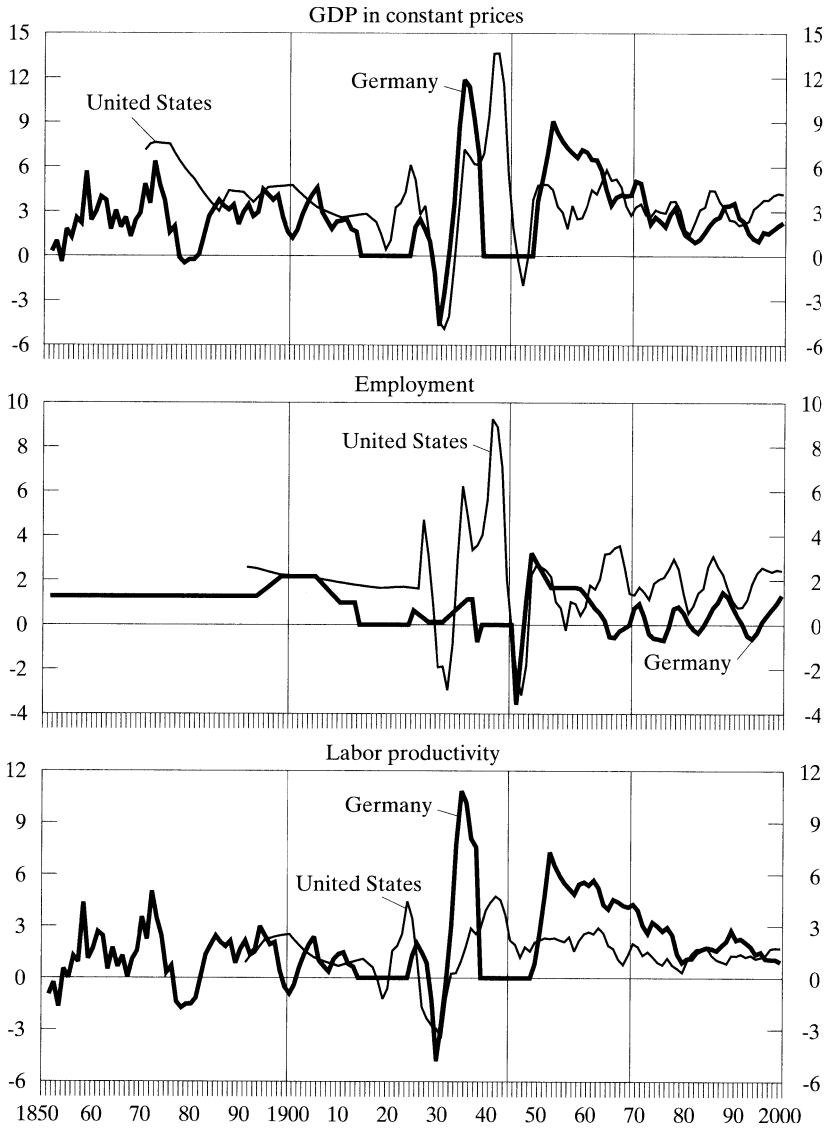 GDP in constant prices
15 15
12 12
Germany
United States
9 9
6 6
3 3
0 0
-3 -3
-6 -6
Employment
10 10
United States
8 8
6 6
4 4
2 2
0 0
Germany
-2 -2
-4 -4
Labor productivity
12 12
Germany
9 9
United States
6 6
3 3
0 0
-3 -3
-6 -6
1850 60 70 80 90 1900 10 20 30 40 50 60 70 80 90 2000